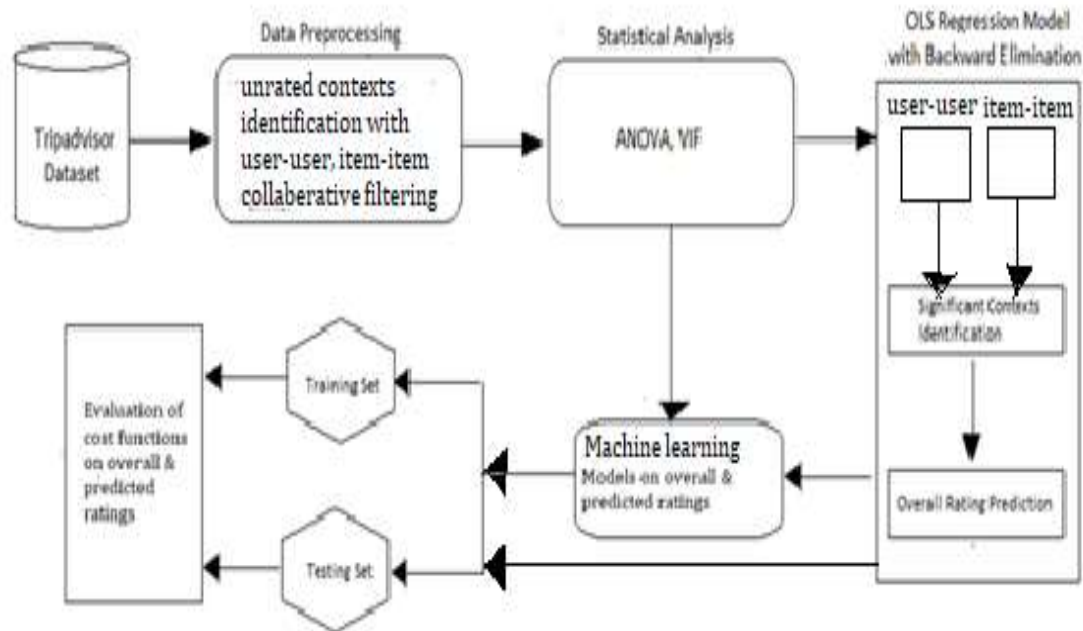 Data Preprocessing
Statistical Analysis
OLS Regression Model
with Backward Elimination
Tripadvisor
Dataset
unrated contexts
identification with
user-user, item-item
collaberative filtering
ANOVA, VIF
user-user item-item
Significant Contexts
Identification
Overall Rating Prediction
Machine learning
Models on overall &
predicted ratings
Training Set
Testing Set
Evaluation of
cost functions
on overall &
predicted
ratings